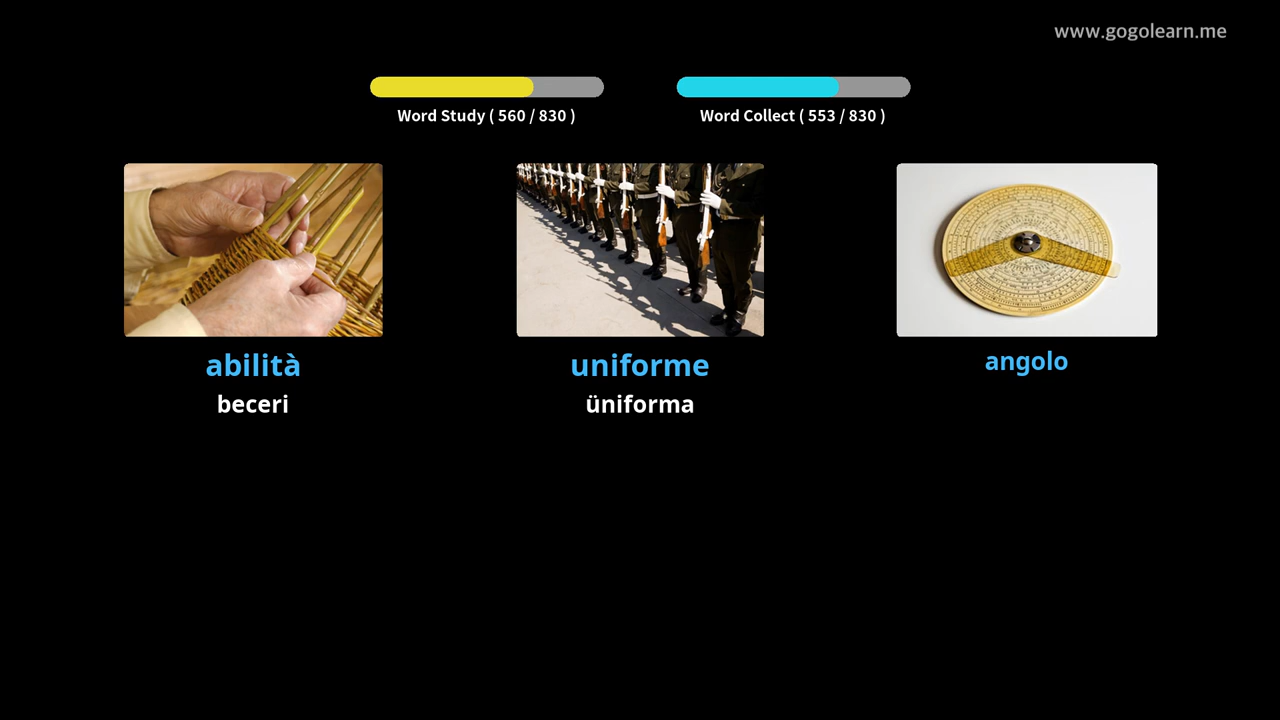 www.gogolearn.me
Word Study ( 560 / 830 )
Word Collect ( 553 / 830 )
abilità
beceri
uniforme
üniforma
angolo